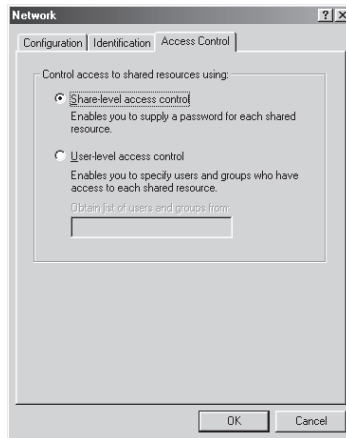 Network
Configuration Identification Access Control
Control access to shared resources using:
Share-level access control
Enables you to supply a password for each shared
resource.
User-level access control
Enables you to specify users and groups who have
access to each shared resource.
Obtain list of users and groups from:
OK Cancel